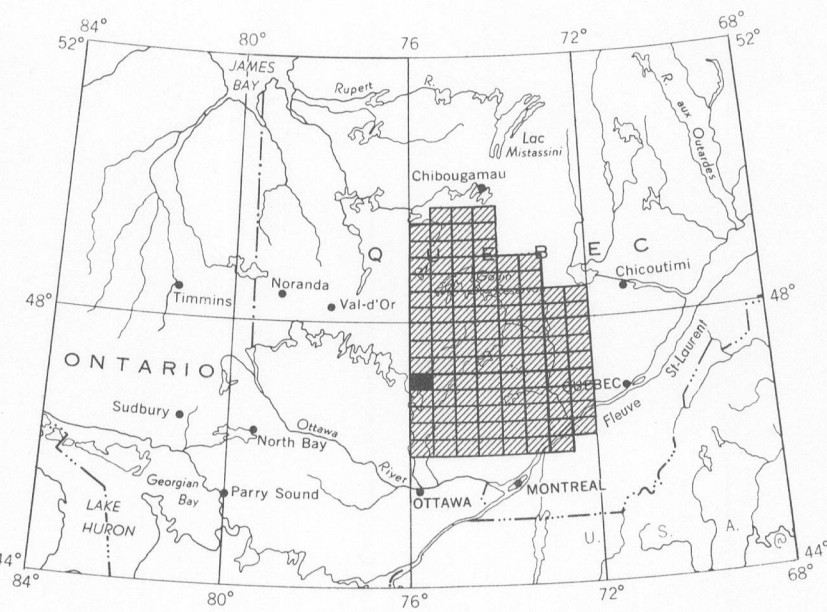 84°
80°
76
72°
68°
52°
52°
JAMES
BAY
Rupert R.
R. aux Outardes
Lac
Mistassini
Chibougamau
Q U E B E C
Gouin
Chicoutimi
Timmins
Noranda
Val-d'Or
48°
48°
ONTARIO
QUEBEC
Fleuve St-Laurent
Sudbury
Ottawa River
North Bay
Georgian
Bay
Parry Sound
OTTAWA
MONTREAL
LAKE
HURON
U. S. A.
44°
44°
84°
80°
76
72°
68°